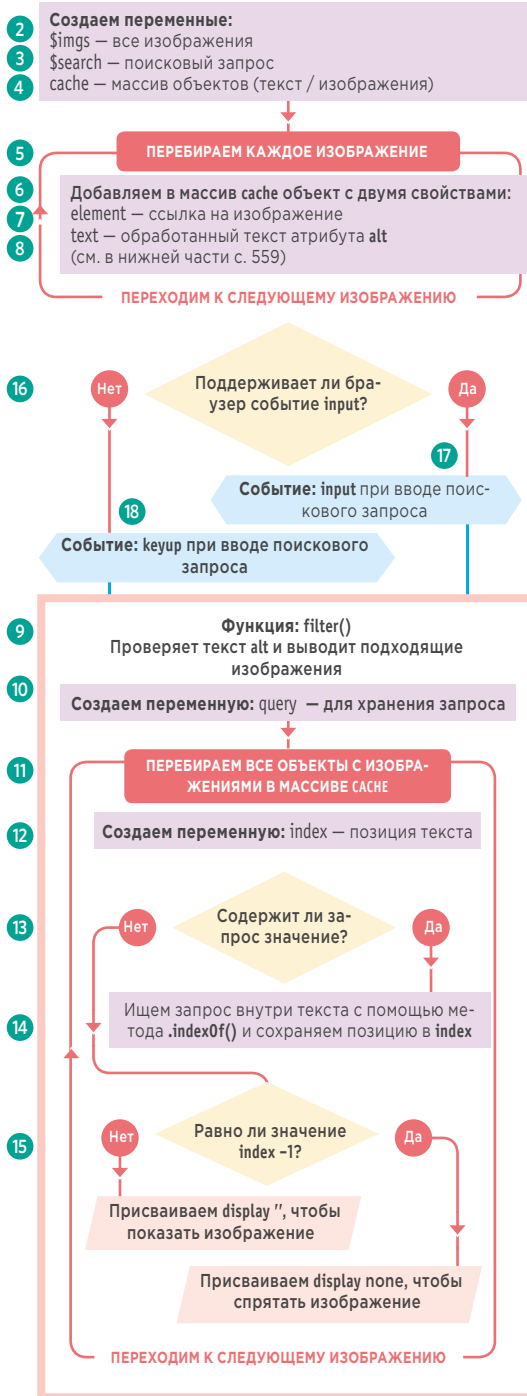 2 Создаем переменные:
$imgs — все изображения
3 $search — поисковый запрос
4 cache — массив объектов (текст / изображения)
5 ПЕРЕБИРАЕМ КАЖДОЕ ИЗОБРАЖЕНИЕ
6 Добавляем в массив cache объект с двумя свойствами:
7 element — ссылка на изображение
8 text — обработанный текст атрибута alt
(см. в нижней части с. 559)
ПЕРЕХОДИМ К СЛЕДУЮЩЕМУ ИЗОБРАЖЕНИЮ
16 Нет
Поддерживает ли бра-
узер событие input?
Да
17
Событие: input при вводе поис-
кового запроса
18
Событие: keyup при вводе поискового
запроса
9 Функция: filter()
Проверяет текст alt и выводит подходящие
изображения
10 Создаем переменную: query — для хранения запроса
11 ПЕРЕБИРАЕМ ВСЕ ОБЪЕКТЫ С ИЗОБРА-
ЖЕНИЯМИ В МАССИВЕ CACHE
12 Создаем переменную: index — позиция текста
13 Нет
Содержит ли за-
прос значение?
Да
14 Ищем запрос внутри текста с помощью ме-
тода .indexOf() и сохраняем позицию в index
15 Нет
Равно ли значение
index –1?
Да
Присваиваем display '', чтобы
показать изображение
Присваиваем display none, чтобы
спрятать изображение
ПЕРЕХОДИМ К СЛЕДУЮЩЕМУ ИЗОБРАЖЕНИЮ